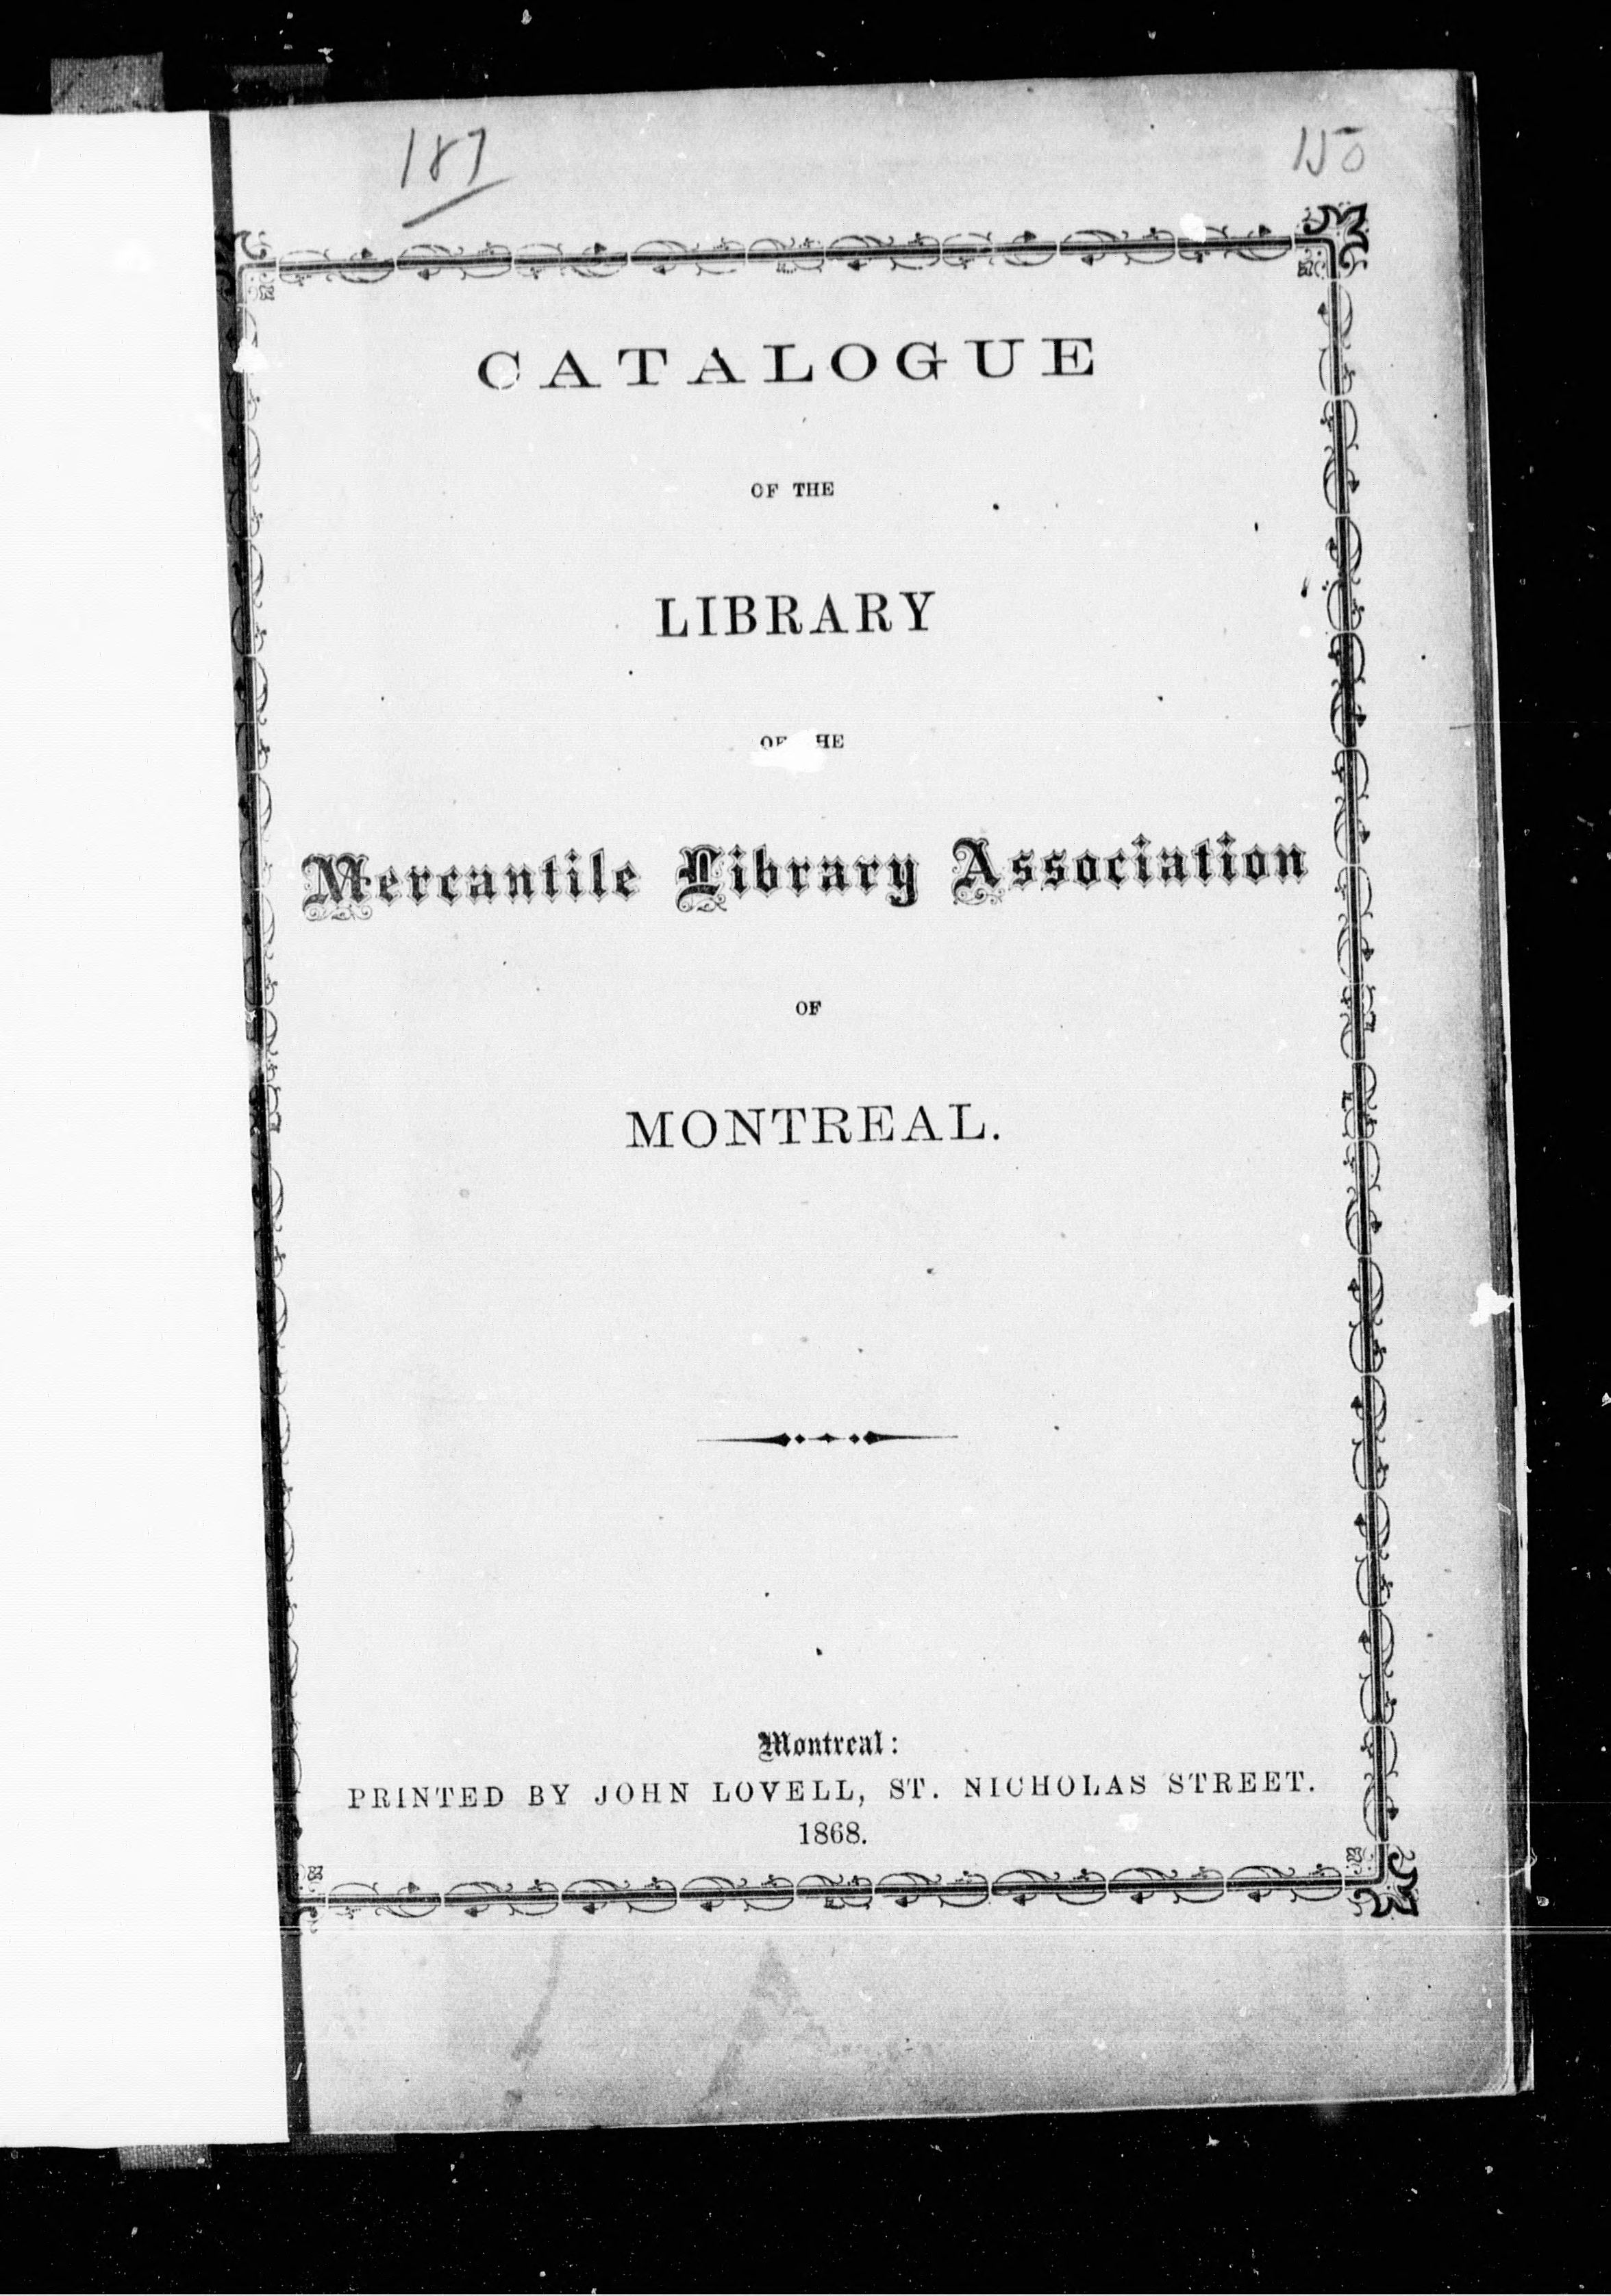 187 150
CATALOGUE
OF THE
LIBRARY
OF THE
Mercantile Library Association
OF
MONTREAL.
Montreal:
PRINTED BY JOHN LOVELL, ST. NICHOLAS STREET.
1868.